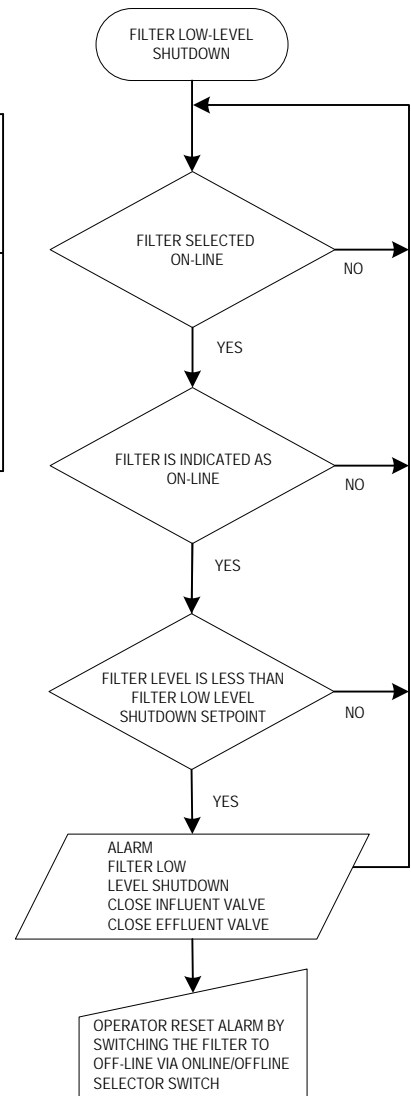 FILTER LOW-LEVEL
SHUTDOWN
FILTER SELECTED
ON-LINE
NO
YES
FILTER IS INDICATED AS
ON-LINE
NO
YES
FILTER LEVEL IS LESS THAN
FILTER LOW LEVEL
SHUTDOWN SETPOINT
NO
YES
ALARM
FILTER LOW
LEVEL SHUTDOWN
CLOSE INFLUENT VALVE
CLOSE EFFLUENT VALVE
OPERATOR RESET ALARM BY
SWITCHING THE FILTER TO
OFF-LINE VIA ONLINE/OFFLINE
SELECTOR SWITCH